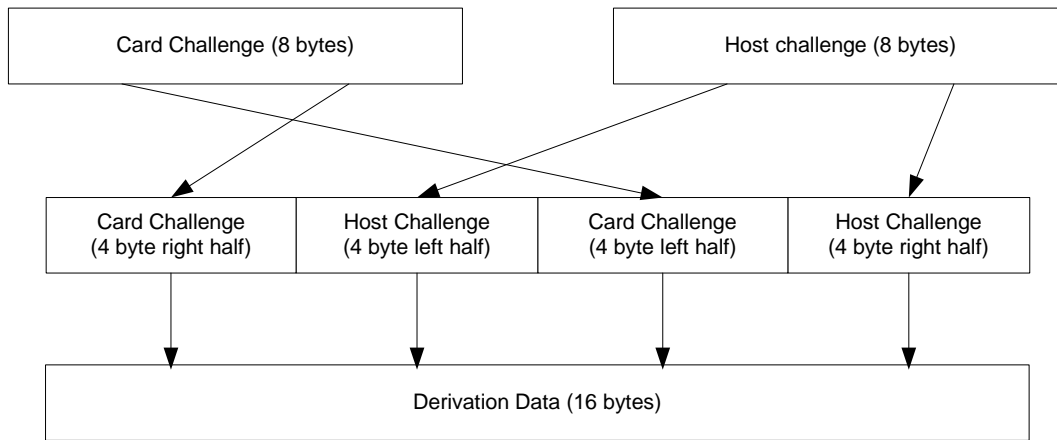 Card Challenge (8 bytes)
Host challenge (8 bytes)
Card Challenge
(4 byte right half)
Host Challenge
(4 byte left half)
Card Challenge
(4 byte left half)
Host Challenge
(4 byte right half)
Derivation Data (16 bytes)